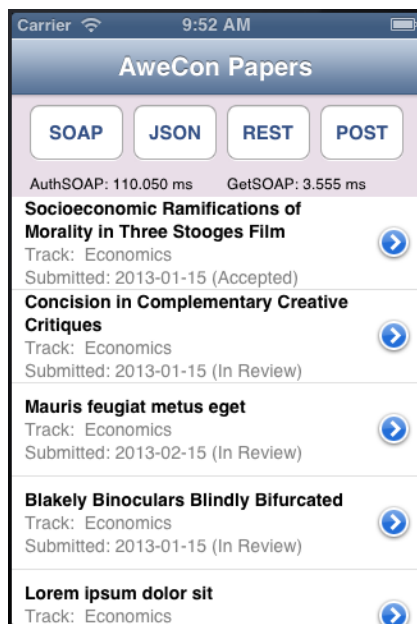 Carrier 9:52 AM
AweCon Papers
SOAP JSON REST POST
AuthSOAP: 110.050 ms GetSOAP: 3.555 ms
Socioeconomic Ramifications of
Morality in Three Stooges Film
Track: Economics
Submitted: 2013-01-15 (Accepted)
Concision in Complementary Creative
Critiques
Track: Economics
Submitted: 2013-01-15 (In Review)
Mauris feugiat metus eget
Track: Economics
Submitted: 2013-02-15 (In Review)
Blakely Binoculars Blindly Bifurcated
Track: Economics
Submitted: 2013-01-15 (In Review)
Lorem ipsum dolor sit
Track: Economics